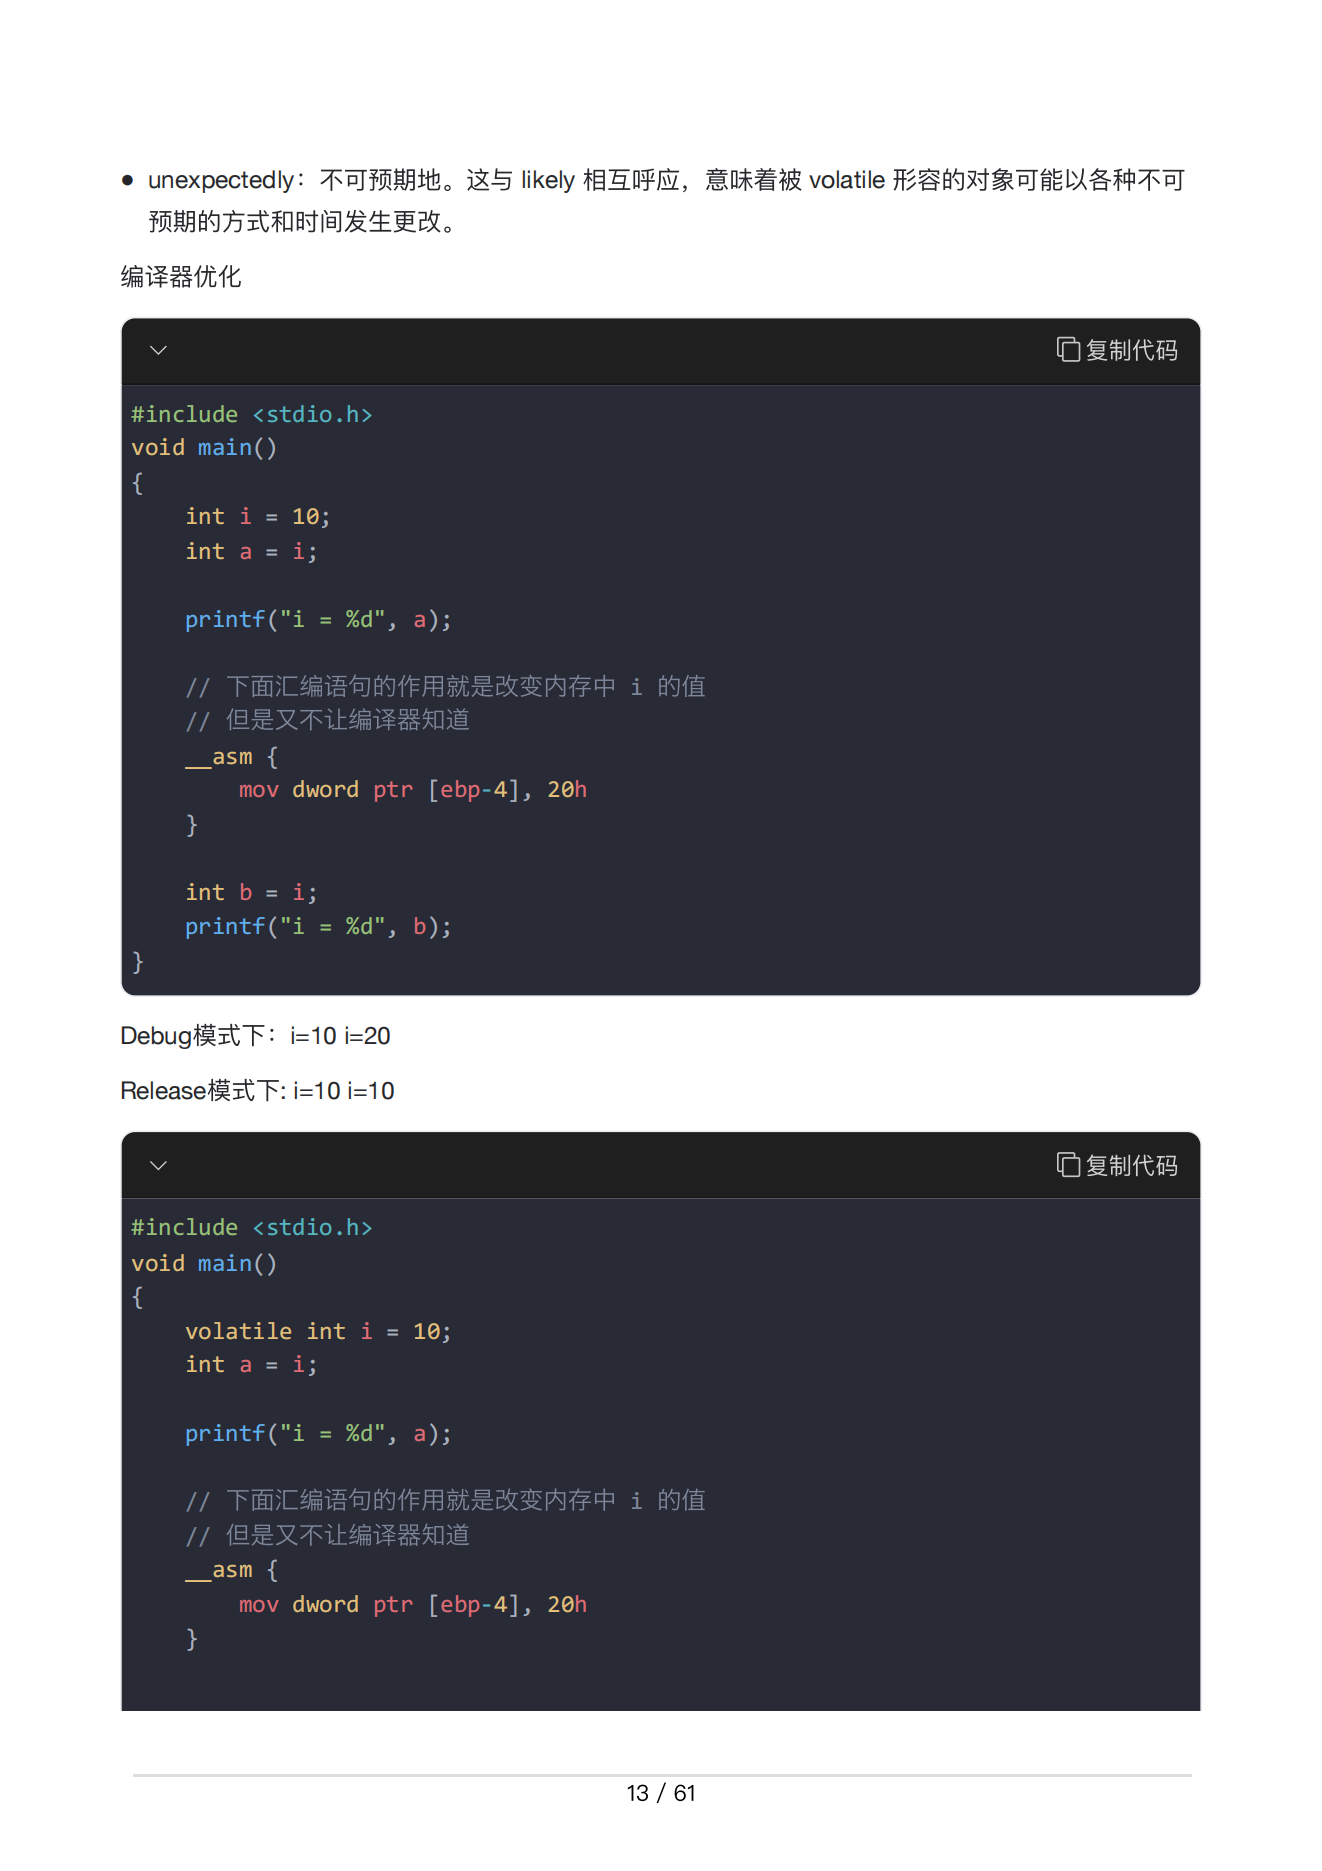 ● unexpectedly：不可预期地。这与 likely 相互呼应，意味着被 volatile 形容的对象可能以各种不可
预期的方式和时间发生更改。
编译器优化
复制代码
#include <stdio.h>
void main()
{
    int i = 10;
    int a = i;
    printf("i = %d", a);
    // 下面汇编语句的作用就是改变内存中 i 的值
    // 但是又不让编译器知道
    __asm {
        mov dword ptr [ebp-4], 20h
    }
    int b = i;
    printf("i = %d", b);
}
Debug模式下：i=10 i=20
Release模式下: i=10 i=10
复制代码
#include <stdio.h>
void main()
{
    volatile int i = 10;
    int a = i;
    printf("i = %d", a);
    // 下面汇编语句的作用就是改变内存中 i 的值
    // 但是又不让编译器知道
    __asm {
        mov dword ptr [ebp-4], 20h
    }
13 / 61